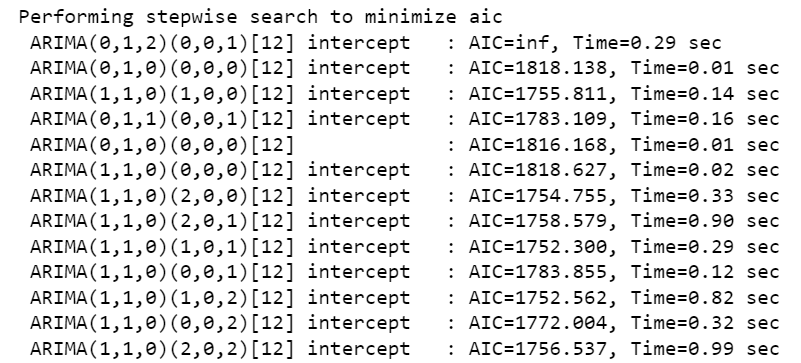 Performing stepwise search to minimize aic
ARIMA(0,1,2)(0,0,1)[12] intercept : AIC=inf, Time=0.29 sec
ARIMA(0,1,0)(0,0,0)[12] intercept : AIC=1818.138, Time=0.01 sec
ARIMA(1,1,0)(1,0,0)[12] intercept : AIC=1755.811, Time=0.14 sec
ARIMA(0,1,1)(0,0,1)[12] intercept : AIC=1783.109, Time=0.16 sec
ARIMA(0,1,0)(0,0,0)[12] : AIC=1816.168, Time=0.01 sec
ARIMA(1,1,0)(0,0,0)[12] intercept : AIC=1818.627, Time=0.02 sec
ARIMA(1,1,0)(2,0,0)[12] intercept : AIC=1754.755, Time=0.33 sec
ARIMA(1,1,0)(2,0,1)[12] intercept : AIC=1758.579, Time=0.90 sec
ARIMA(1,1,0)(1,0,1)[12] intercept : AIC=1752.300, Time=0.29 sec
ARIMA(1,1,0)(0,0,1)[12] intercept : AIC=1783.855, Time=0.12 sec
ARIMA(1,1,0)(1,0,2)[12] intercept : AIC=1752.562, Time=0.82 sec
ARIMA(1,1,0)(0,0,2)[12] intercept : AIC=1772.004, Time=0.32 sec
ARIMA(1,1,0)(2,0,2)[12] intercept : AIC=1756.537, Time=0.99 sec